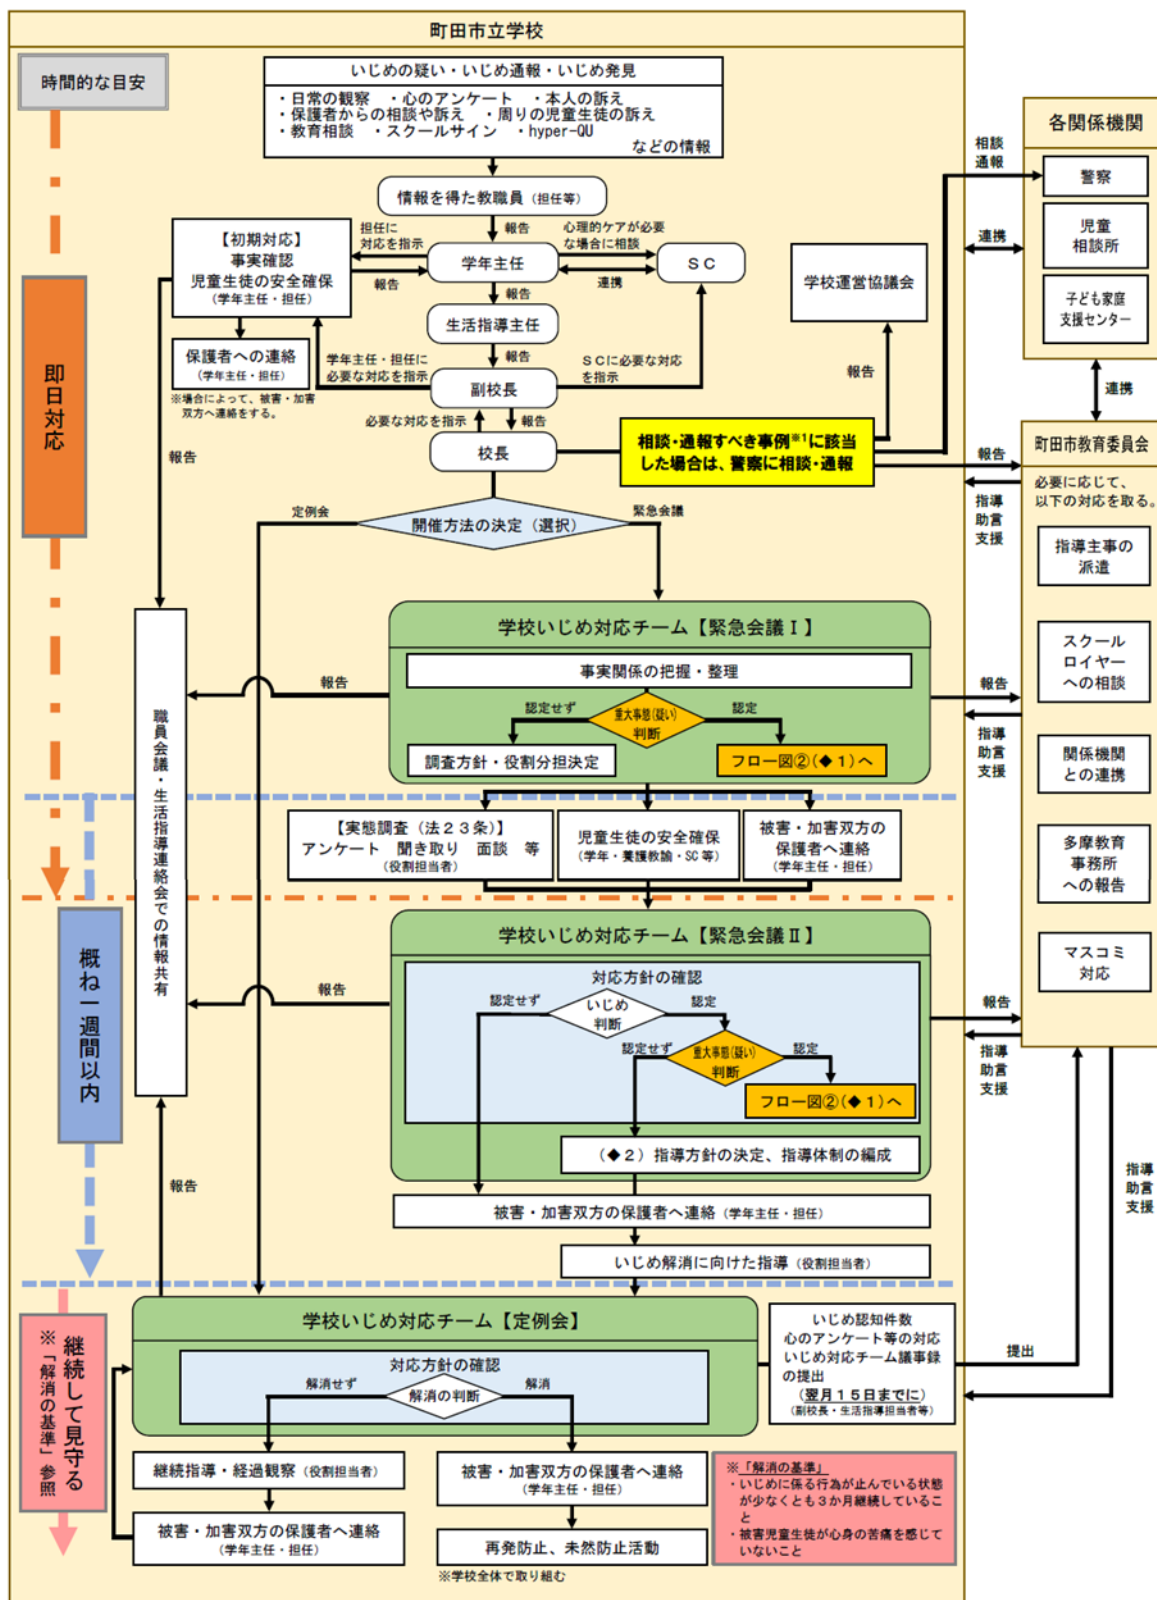 町田市立学校
時間的な目安
いじめの疑い・いじめ通報・いじめ発見
・日常の観察 ・心のアンケート ・本人の訴え
・保護者からの相談や訴え ・周りの児童生徒の訴え
・教育相談 ・スクールサイン ・hyper-QU
などの情報
情報を得た教職員（担任等）
報告
担任に
対応を指示
心理的ケアが必要
な場合に相談
【初期対応】
事実確認
児童生徒の安全確保
（学年主任・担任）
報告
学年主任
連携
ＳＣ
報告
生活指導主任
保護者への連絡
（学年主任・担任）
※場合によって、被害・加害
双方へ連絡をする。
学年主任・担任に
必要な対応を指示
報告
ＳＣに必要な対応
を指示
副校長
必要な対応を指示
報告
校長
学校運営協議会
報告
相談・通報すべき事例※1に該当
した場合は、警察に相談・通報
相談
通報
連携
各関係機関
警察
児童
相談所
子ども家庭
支援センター
連携
即日対応
報告
定例会
開催方法の決定（選択）
緊急会議
報告
指導
助言
支援
町田市教育委員会
必要に応じて、
以下の対応を取る。
指導主事の
派遣
スクール
ロイヤー
への相談
関係機関
との連携
多摩教育
事務所
への報告
マスコミ
対応
学校いじめ対応チーム【緊急会議Ⅰ】
事実関係の把握・整理
認定せず
重大事態(疑い)
判断
認定
調査方針・役割分担決定
フロー図②(◆１)へ
報告
報告
指導
助言
支援
職員会議・生活指導連絡会での情報共有
【実態調査（法２３条）】
アンケート 聞き取り 面談 等
（役割担当者）
児童生徒の安全確保
（学年・養護教諭・SC 等）
被害・加害双方の
保護者へ連絡
（学年主任・担任）
概ね一週間以内
学校いじめ対応チーム【緊急会議Ⅱ】
対応方針の確認
認定せず
いじめ
判断
認定
認定せず
重大事態(疑い)
判断
認定
フロー図②(◆１)へ
（◆２）指導方針の決定、指導体制の編成
報告
報告
指導
助言
支援
被害・加害双方の保護者へ連絡（学年主任・担任）
いじめ解消に向けた指導（役割担当者）
報告
指導
助言
支援
継続して見守る
※「解消の基準」参照
学校いじめ対応チーム【定例会】
対応方針の確認
解消せず
解消の判断
解消
いじめ認知件数
心のアンケート等の対応
いじめ対応チーム議事録
の提出
（翌月１５日までに）
（副校長・生活指導担当者等）
提出
継続指導・経過観察（役割担当者）
被害・加害双方の保護者へ連絡
（学年主任・担任）
被害・加害双方の保護者へ連絡
（学年主任・担任）
再発防止、未然防止活動
※学校全体で取り組む
※「解消の基準」
・いじめに係る行為が止んでいる状態
が少なくとも３か月継続しているこ
と
・被害児童生徒が心身の苦痛を感じて
いないこと